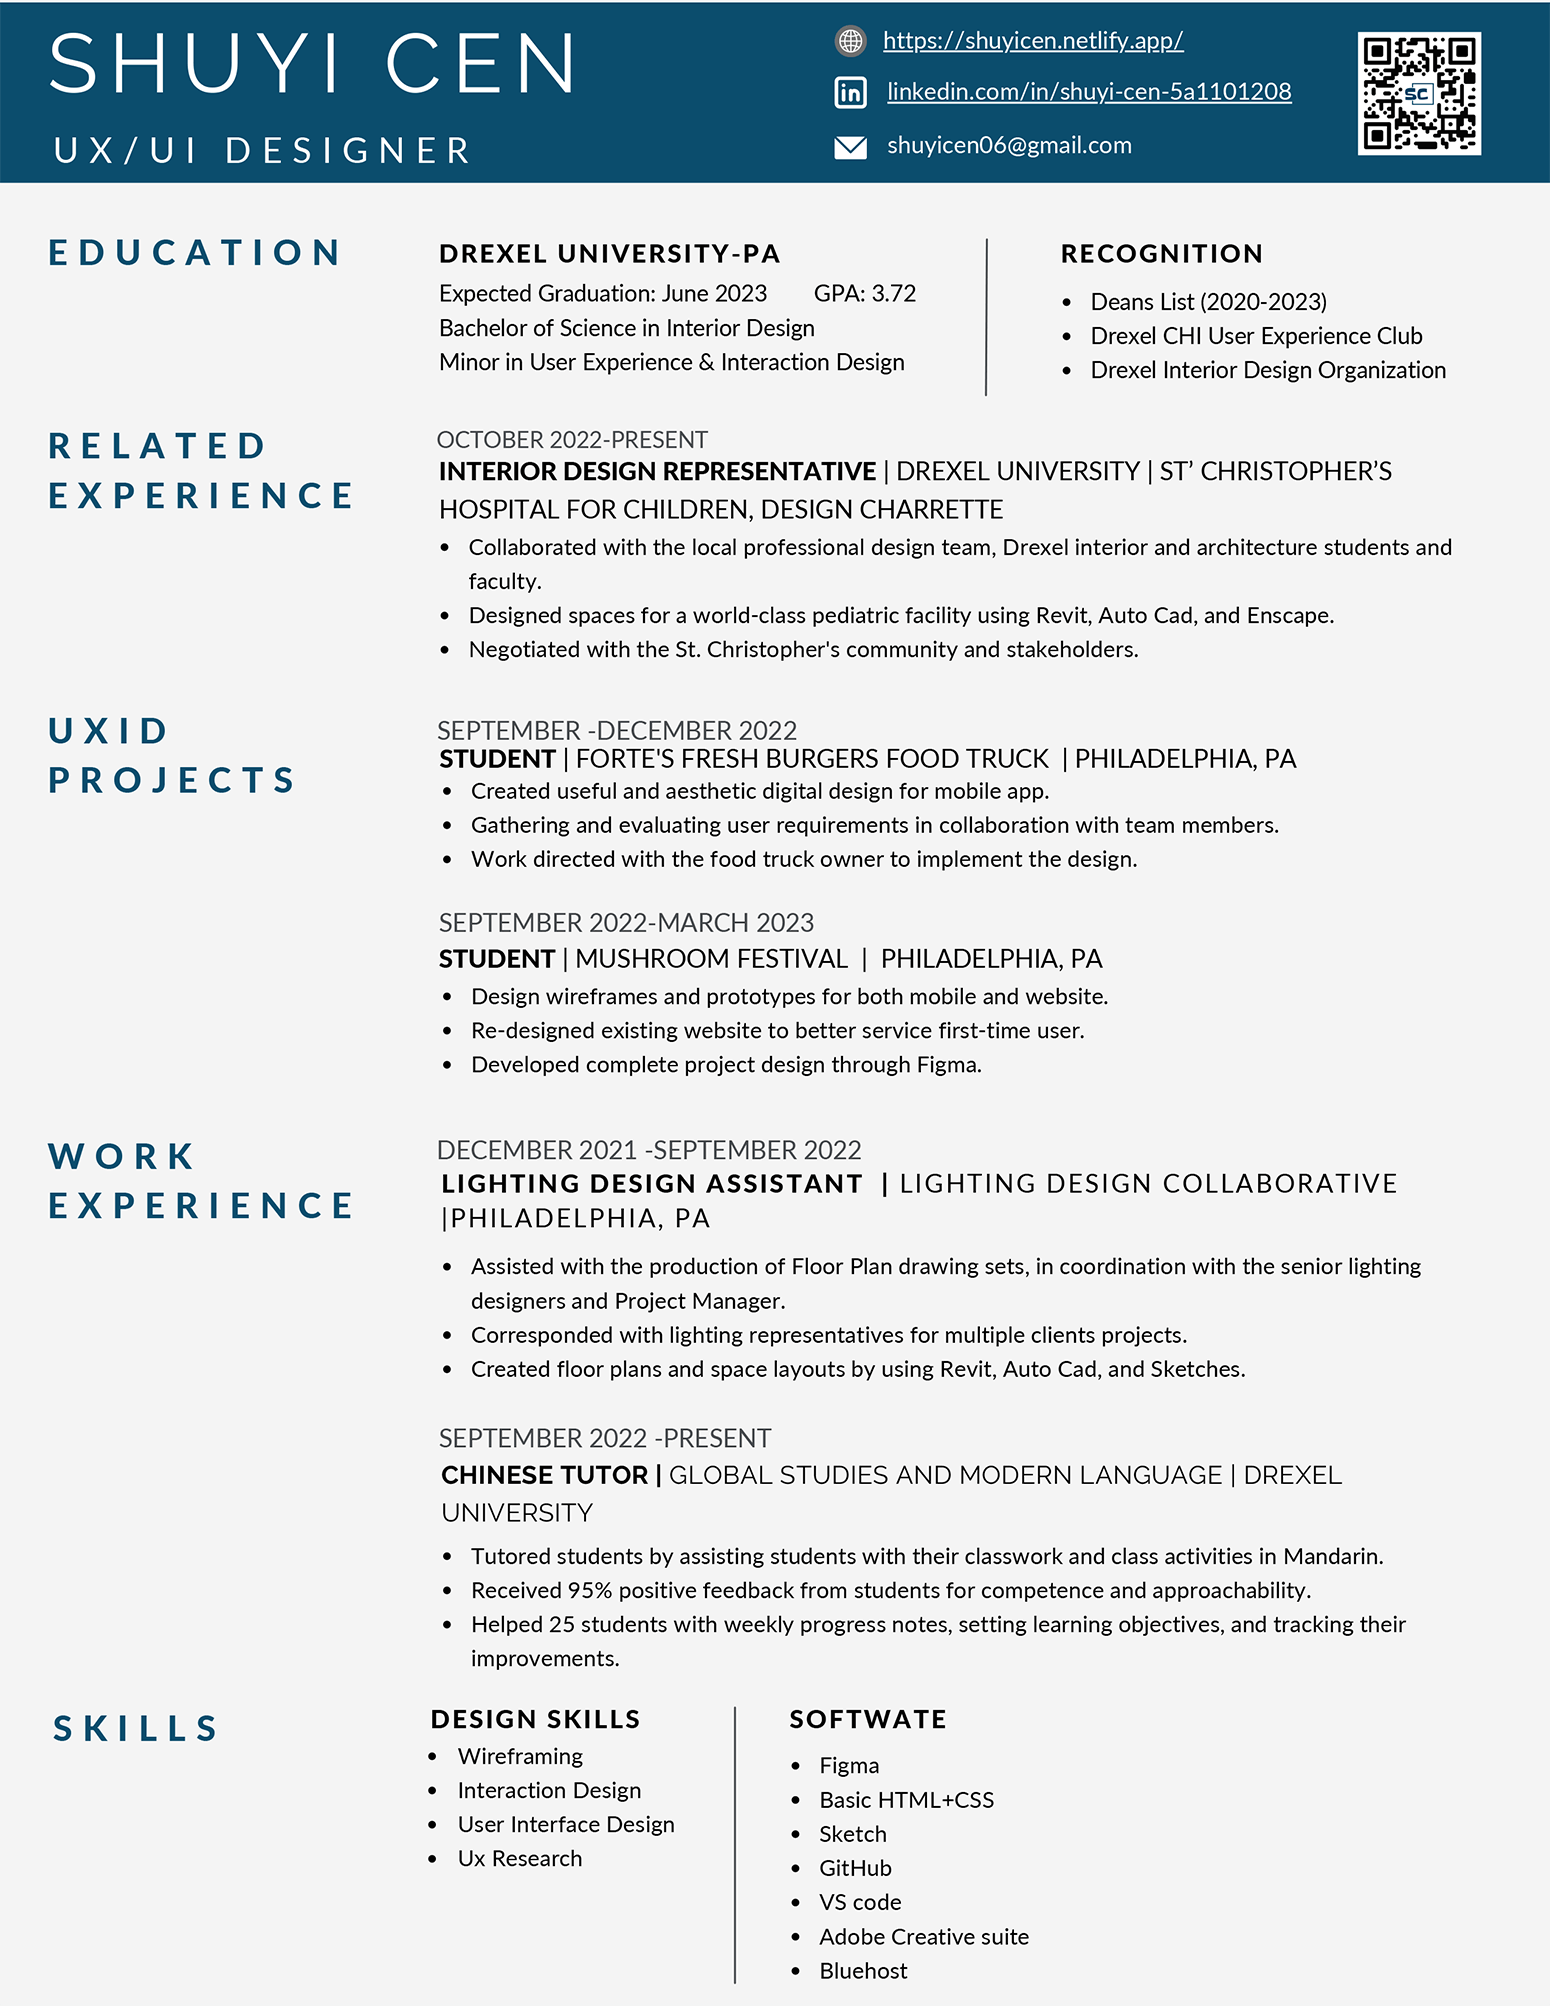 SHUYI CEN
UX/UI DESIGNER
https://shuyicen.netlify.app/
linkedin.com/in/shuyi-cen-5a1101208
shuyicen06@gmail.com
SC
EDUCATION
DREXEL UNIVERSITY-PA
Expected Graduation: June 2023 GPA: 3.72
Bachelor of Science in Interior Design
Minor in User Experience & Interaction Design
RECOGNITION
• Deans List (2020-2023)
• Drexel CHI User Experience Club
• Drexel Interior Design Organization
RELATED
EXPERIENCE
OCTOBER 2022-PRESENT
INTERIOR DESIGN REPRESENTATIVE | DREXEL UNIVERSITY | ST’ CHRISTOPHER’S
HOSPITAL FOR CHILDREN, DESIGN CHARRETTE
• Collaborated with the local professional design team, Drexel interior and architecture students and
faculty.
• Designed spaces for a world-class pediatric facility using Revit, Auto Cad, and Enscape.
• Negotiated with the St. Christopher's community and stakeholders.
UXID
PROJECTS
SEPTEMBER -DECEMBER 2022
STUDENT | FORTE'S FRESH BURGERS FOOD TRUCK | PHILADELPHIA, PA
• Created useful and aesthetic digital design for mobile app.
• Gathering and evaluating user requirements in collaboration with team members.
• Work directed with the food truck owner to implement the design.
SEPTEMBER 2022-MARCH 2023
STUDENT | MUSHROOM FESTIVAL | PHILADELPHIA, PA
• Design wireframes and prototypes for both mobile and website.
• Re-designed existing website to better service first-time user.
• Developed complete project design through Figma.
WORK
EXPERIENCE
DECEMBER 2021 -SEPTEMBER 2022
LIGHTING DESIGN ASSISTANT | LIGHTING DESIGN COLLABORATIVE
|PHILADELPHIA, PA
• Assisted with the production of Floor Plan drawing sets, in coordination with the senior lighting
designers and Project Manager.
• Corresponded with lighting representatives for multiple clients projects.
• Created floor plans and space layouts by using Revit, Auto Cad, and Sketches.
SEPTEMBER 2022 -PRESENT
CHINESE TUTOR | GLOBAL STUDIES AND MODERN LANGUAGE | DREXEL
UNIVERSITY
• Tutored students by assisting students with their classwork and class activities in Mandarin.
• Received 95% positive feedback from students for competence and approachability.
• Helped 25 students with weekly progress notes, setting learning objectives, and tracking their
improvements.
SKILLS
DESIGN SKILLS
• Wireframing
• Interaction Design
• User Interface Design
• Ux Research
SOFTWATE
• Figma
• Basic HTML+CSS
• Sketch
• GitHub
• VS code
• Adobe Creative suite
• Bluehost